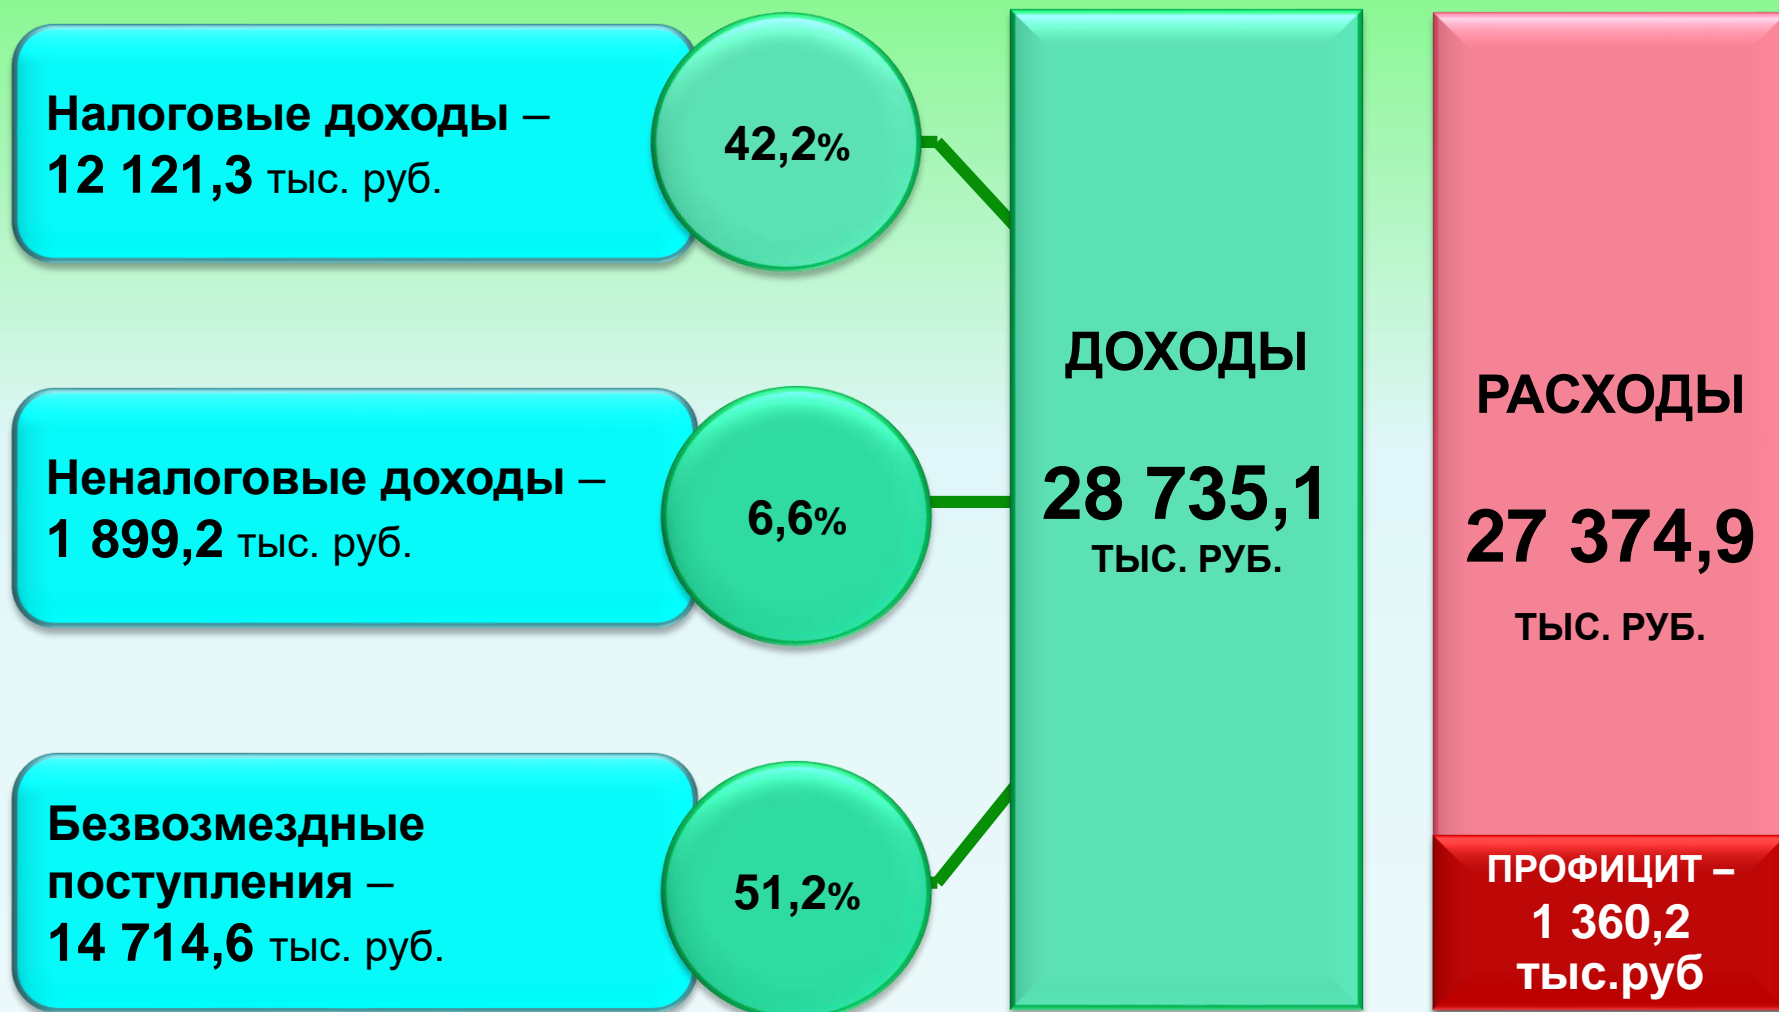 Налоговые доходы –
12 121,3 тыс. руб.
42,2%
Неналоговые доходы –
1 899,2 тыс. руб.
6,6%
Безвозмездные
поступления –
14 714,6 тыс. руб.
51,2%
ДОХОДЫ
28 735,1
ТЫС. РУБ.
РАСХОДЫ
27 374,9
ТЫС. РУБ.
ПРОФИЦИТ –
1 360,2
тыс.руб